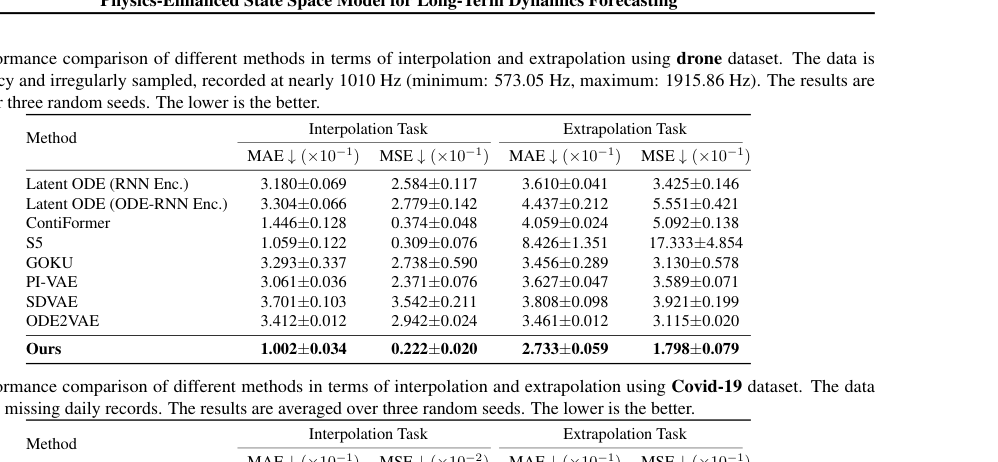 Physics-Enhanced State Space Model for Long-Term Dynamics Forecasting
ormance comparison of different methods in terms of interpolation and extrapolation using drone dataset. The data is
cy and irregularly sampled, recorded at nearly 1010 Hz (minimum: 573.05 Hz, maximum: 1915.86 Hz). The results are
r three random seeds. The lower is the better.
Method Interpolation Task Extrapolation Task
MAE ↓ (×10⁻¹) MSE ↓ (×10⁻¹) MAE ↓ (×10⁻¹) MSE ↓ (×10⁻¹)
Latent ODE (RNN Enc.) 3.180±0.069 2.584±0.117 3.610±0.041 3.425±0.146
Latent ODE (ODE-RNN Enc.) 3.304±0.066 2.779±0.142 4.437±0.212 5.551±0.421
ContiFormer 1.446±0.128 0.374±0.048 4.059±0.024 5.092±0.138
S5 1.059±0.122 0.309±0.076 8.426±1.351 17.333±4.854
GOKU 3.293±0.337 2.738±0.590 3.456±0.289 3.130±0.578
PI-VAE 3.061±0.036 2.371±0.076 3.627±0.047 3.589±0.071
SDVAE 3.701±0.103 3.542±0.211 3.808±0.098 3.921±0.199
ODE2VAE 3.412±0.012 2.942±0.024 3.461±0.012 3.115±0.020
Ours 1.002±0.034 0.222±0.020 2.733±0.059 1.798±0.079
ormance comparison of different methods in terms of interpolation and extrapolation using Covid-19 dataset. The data
missing daily records. The results are averaged over three random seeds. The lower is the better.
Method Interpolation Task Extrapolation Task
MAE ↓ (×10⁻¹) MSE ↓ (×10⁻²) MAE ↓ (×10⁻¹) MSE ↓ (×10⁻¹)